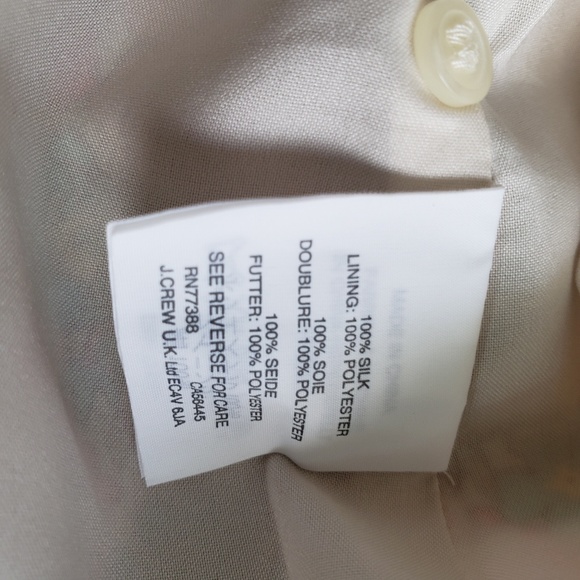 100% SILK
LINING: 100% POLYESTER
100% SOIE
DOUBLURE: 100% POLYESTER
100% SEIDE
FUTTER: 100% POLYESTER
SEE REVERSE FOR CARE
RN77388 CA56445
J.CREW U.K. Ltd EC4V 6JA